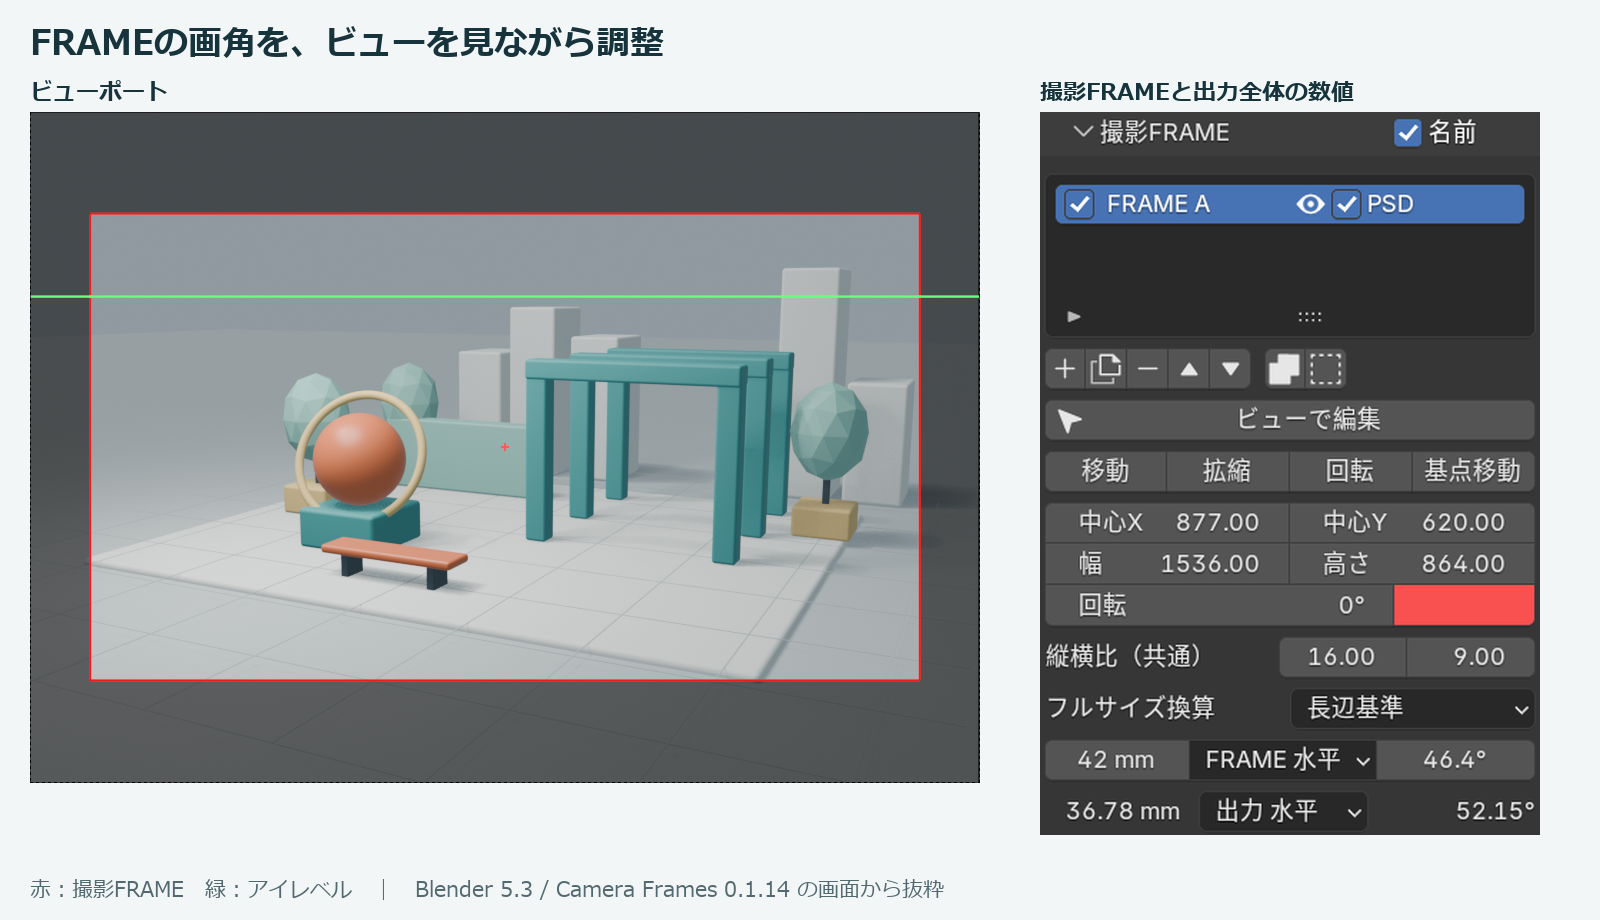 FRAMEの画角を、ビューを見ながら調整
ビューポート
撮影FRAMEと出力全体の数値
撮影FRAME 名前
FRAME A PSD
ビューで編集
移動 拡縮 回転 基点移動
中心X 877.00 中心Y 620.00
幅 1536.00 高さ 864.00
回転 0°
縦横比（共通） 16.00 9.00
フルサイズ換算 長辺基準
42 mm FRAME 水平 46.4°
36.78 mm 出力 水平 52.15°
赤：撮影FRAME 緑：アイレベル ｜ Blender 5.3 / Camera Frames 0.1.14 の画面から抜粋